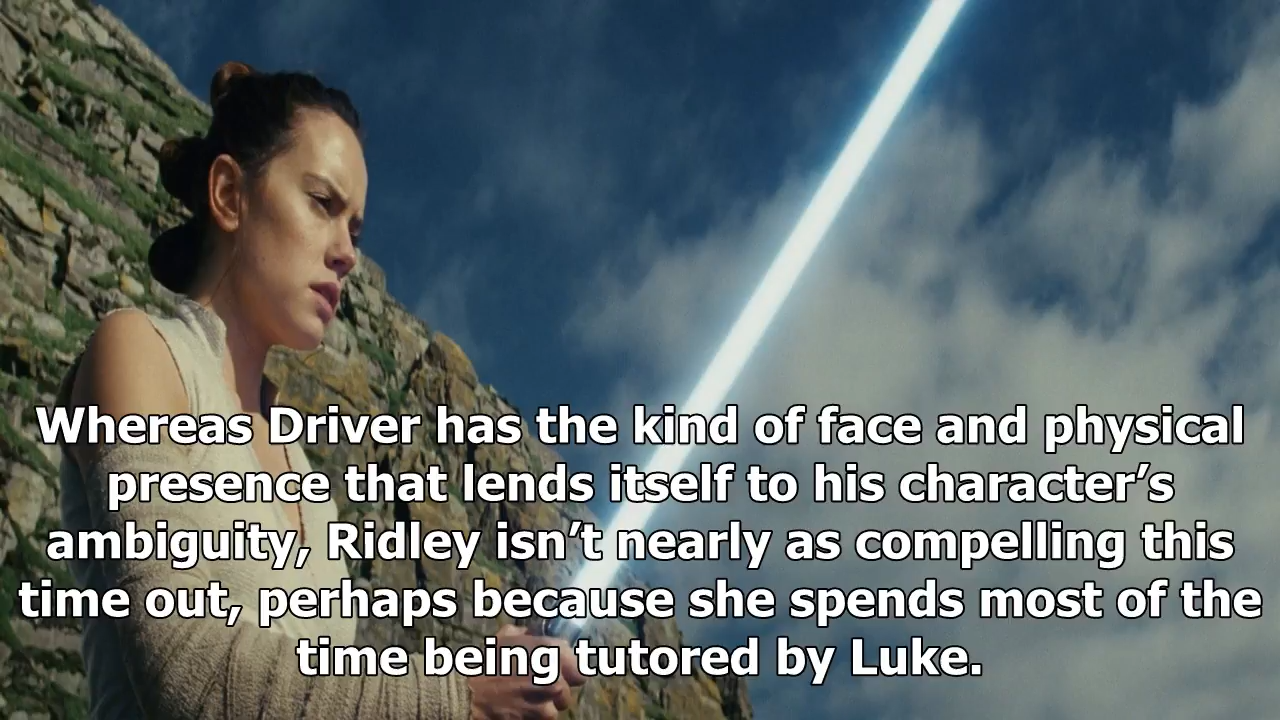 Whereas Driver has the kind of face and physical
presence that lends itself to his character’s
ambiguity, Ridley isn’t nearly as compelling this
time out, perhaps because she spends most of the
time being tutored by Luke.